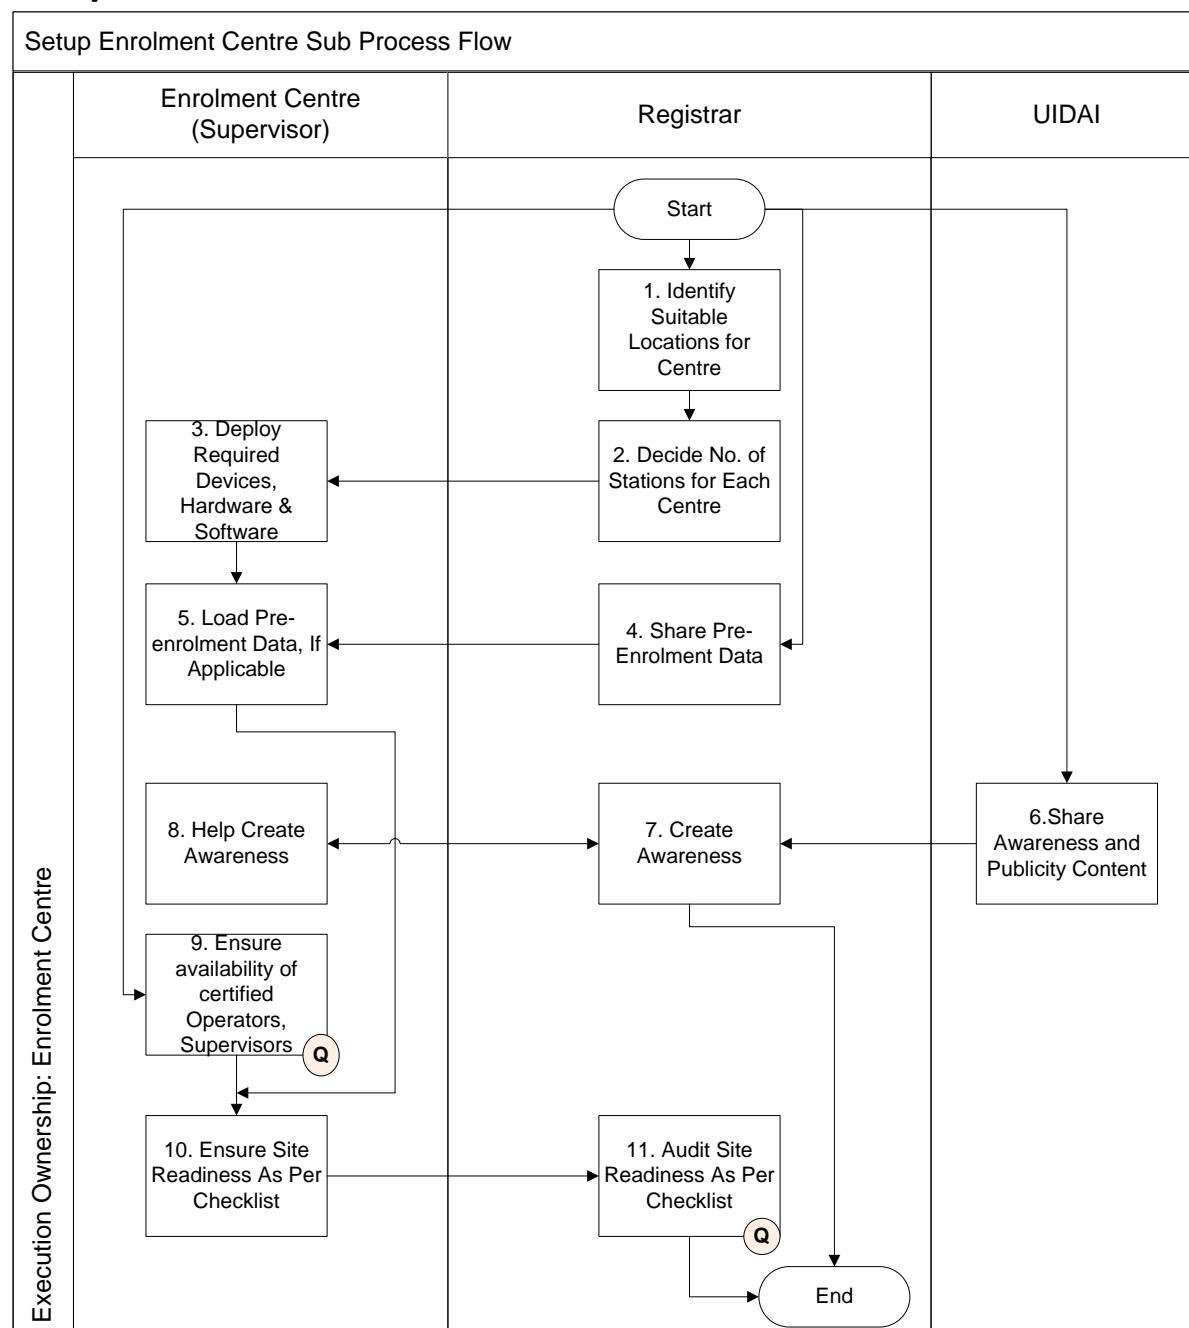 Setup Enrolment Centre Sub Process Flow
Enrolment Centre
(Supervisor)
Registrar
UIDAI
Start
1. Identify
Suitable
Locations for
Centre
3. Deploy
Required
Devices,
Hardware &
Software
2. Decide No. of
Stations for Each
Centre
5. Load Pre-
enrolment Data, If
Applicable
4. Share Pre-
Enrolment Data
8. Help Create
Awareness
7. Create
Awareness
6.Share
Awareness and
Publicity Content
9. Ensure
availability of
certified
Operators,
Supervisors
Q
10. Ensure Site
Readiness As Per
Checklist
11. Audit Site
Readiness As Per
Checklist
Q
End
Execution Ownership: Enrolment Centre